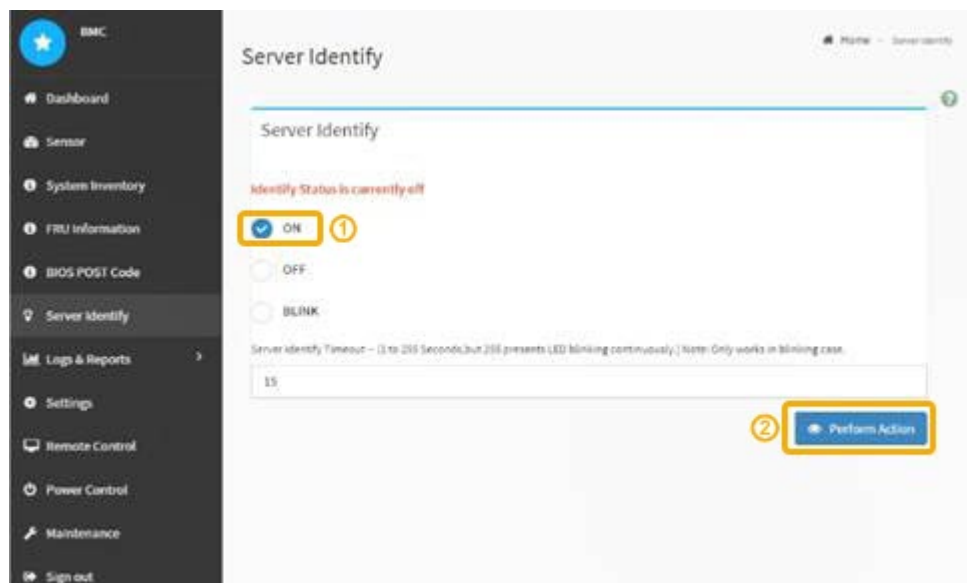 BMC
Home - Server Identify
Server Identify
Dashboard
Server Identify
Sensor
System Inventory
Identify Status is currently off
FRU Information
ON
1
BIOS POST Code
OFF
Server Identify
BLINK
Logs & Reports
Server Identify Timeout - (1 to 255 Seconds,but 255 presents LED blinking continuously.) Note: Only works in blinking case.
15
Settings
2
Perform Action
Remote Control
Power Control
Maintenance
Sign out